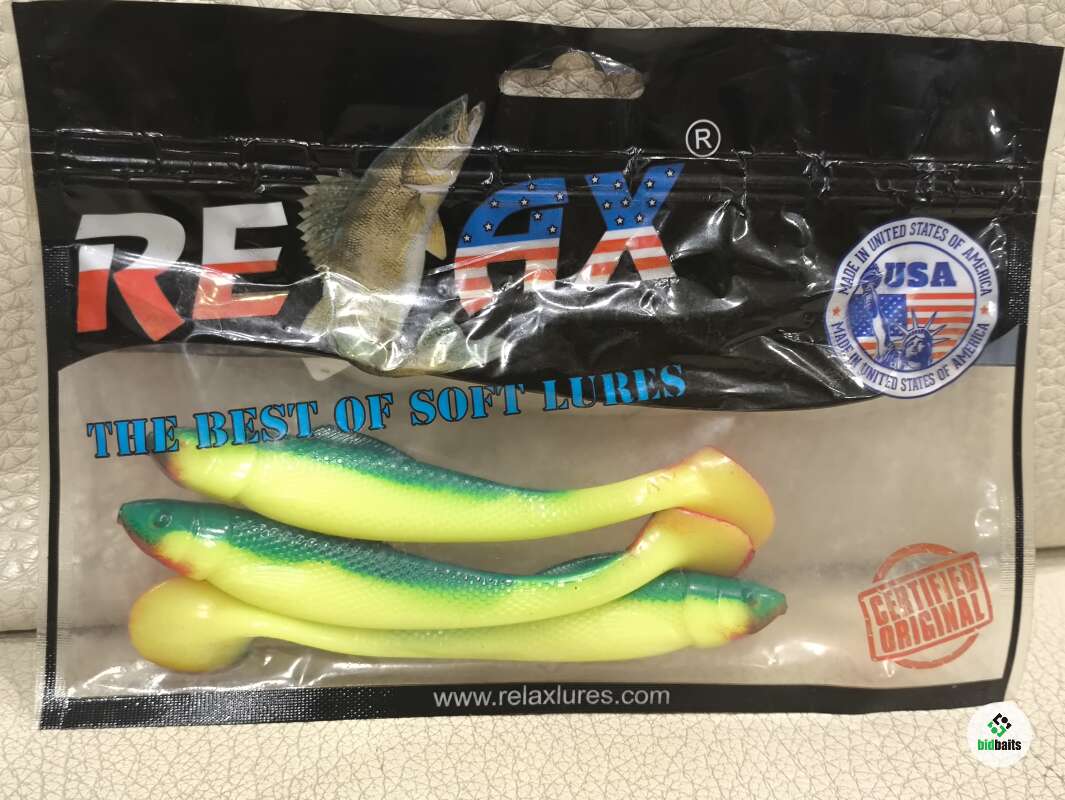 RELAX®
MADE IN UNITED STATES OF AMERICA
USA
MADE IN UNITED STATES OF AMERICA
THE BEST OF SOFT LURES
CERTIFIED
ORIGINAL
www.relaxlures.com
bidbaits